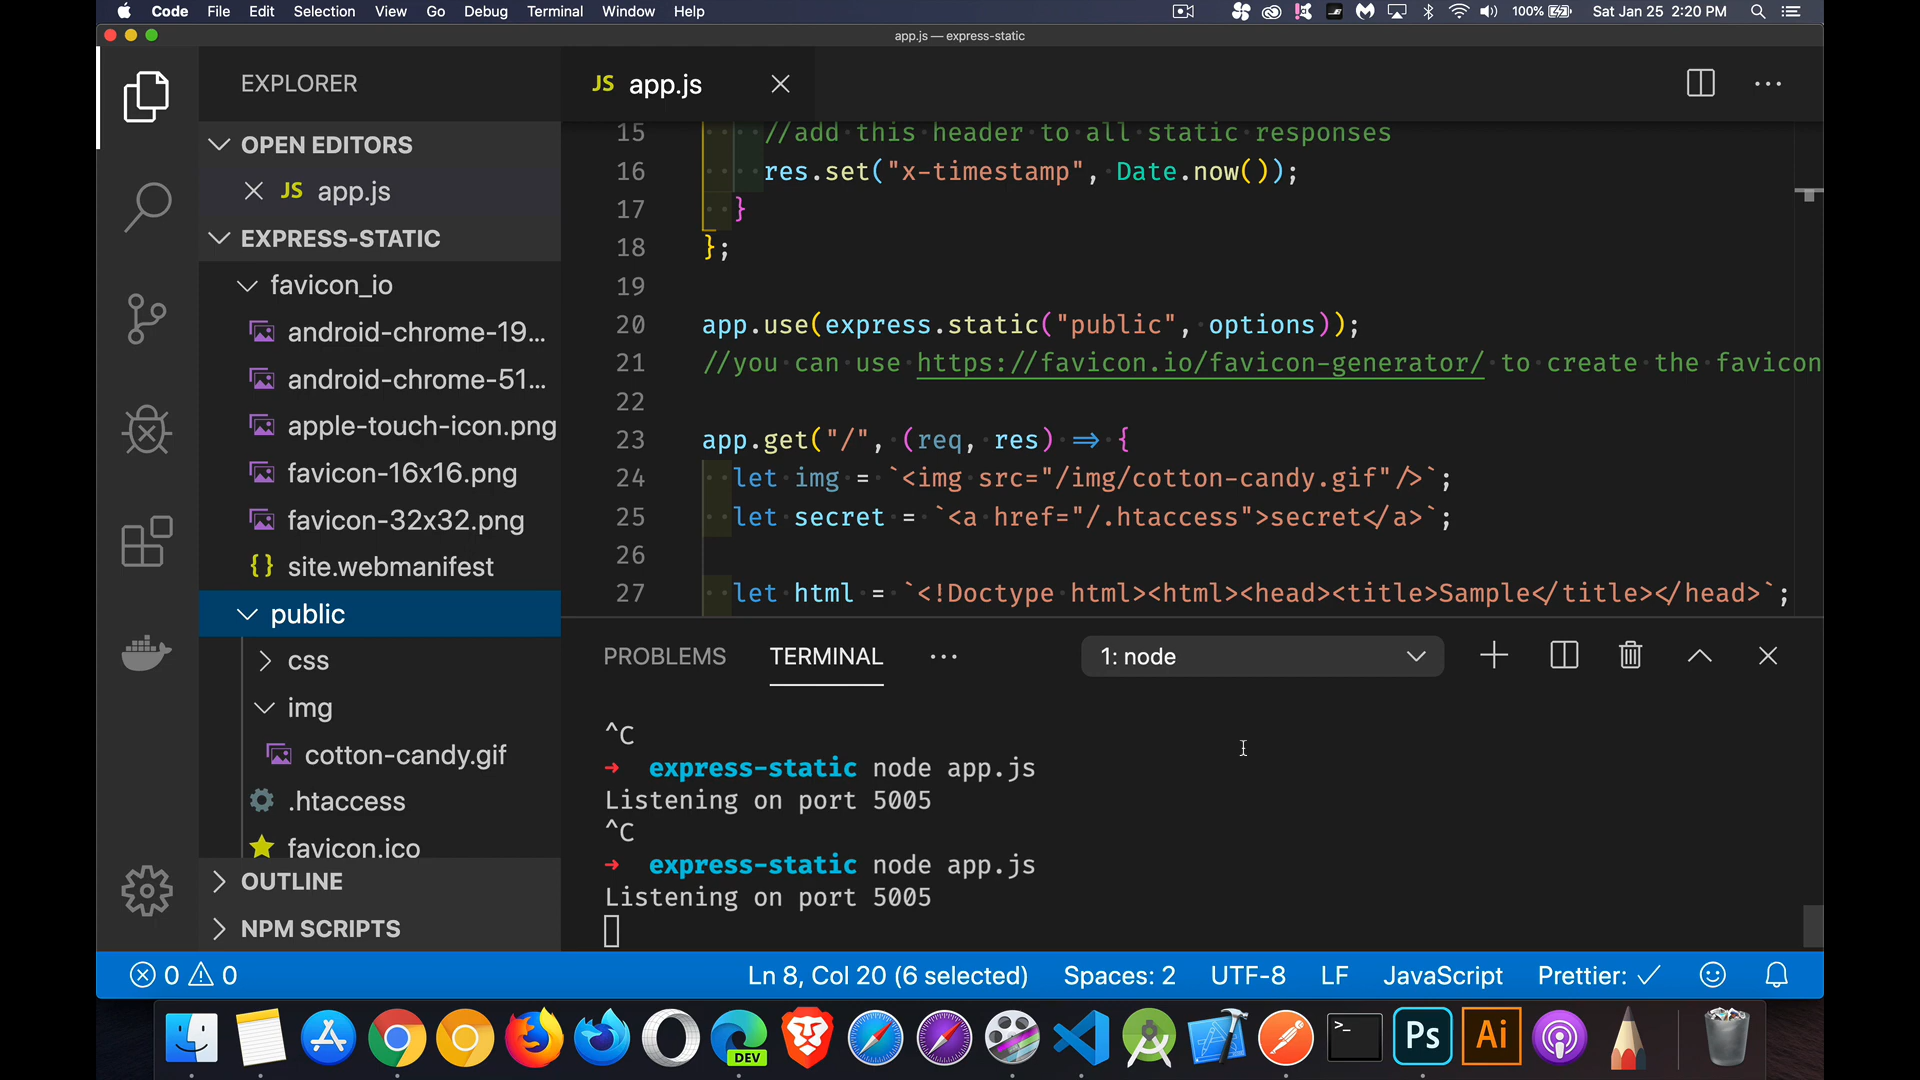 Code File Edit Selection View Go Debug Terminal Window Help 100% Sat Jan 25 2:20 PM
app.js — express-static
EXPLORER
OPEN EDITORS
JS app.js
EXPRESS-STATIC
favicon_io
android-chrome-19...
android-chrome-51...
apple-touch-icon.png
favicon-16x16.png
favicon-32x32.png
{} site.webmanifest
public
css
img
cotton-candy.gif
.htaccess
favicon.ico
OUTLINE
NPM SCRIPTS
JS app.js
15 //add this header to all static responses
16 res.set("x-timestamp", Date.now());
17 }
18 };
19
20 app.use(express.static("public", options));
21 //you can use https://favicon.io/favicon-generator/ to create the favicon
22
23 app.get("/", (req, res) => {
24 let img = `<img src="/img/cotton-candy.gif"/>`;
25 let secret = `<a href="/.htaccess">secret</a>`;
26
27 let html = `<!Doctype html><html><head><title>Sample</title></head>`;
PROBLEMS TERMINAL ... 1: node
^C
➜ express-static node app.js
Listening on port 5005
^C
➜ express-static node app.js
Listening on port 5005
0 0 Ln 8, Col 20 (6 selected) Spaces: 2 UTF-8 LF JavaScript Prettier: ✓
DEV
>_
Ps
Ai